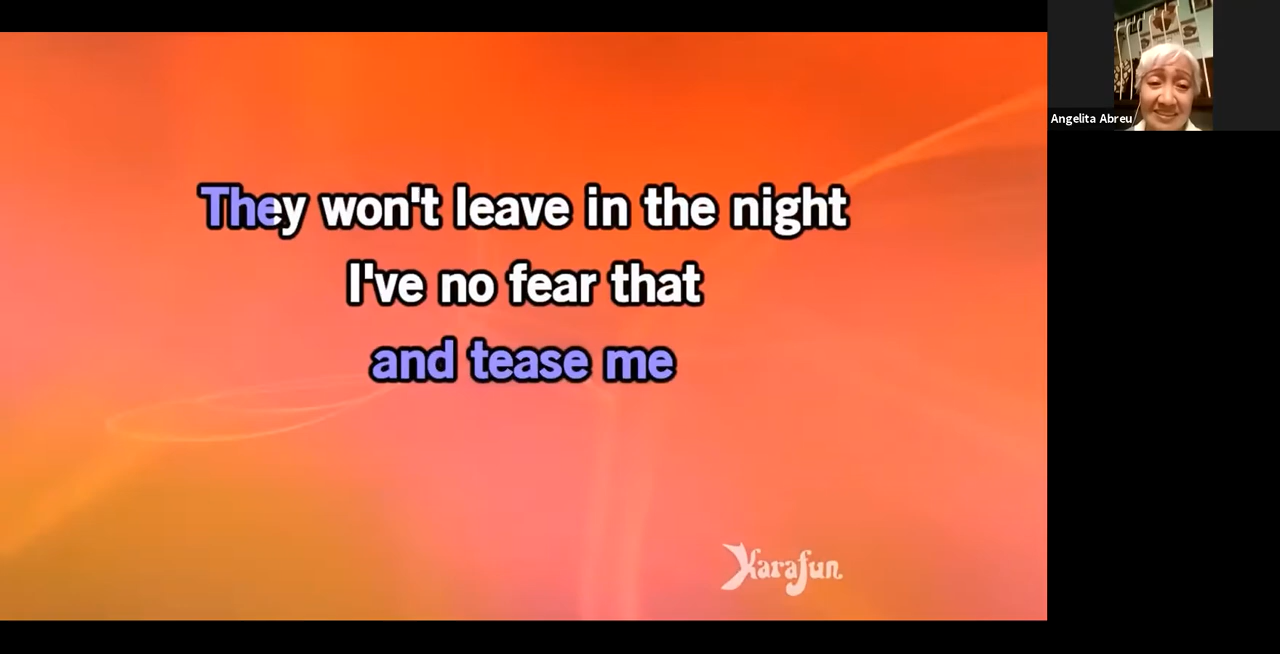 They won't leave in the night
I've no fear that
and tease me
Karafun
Angelita Abreu